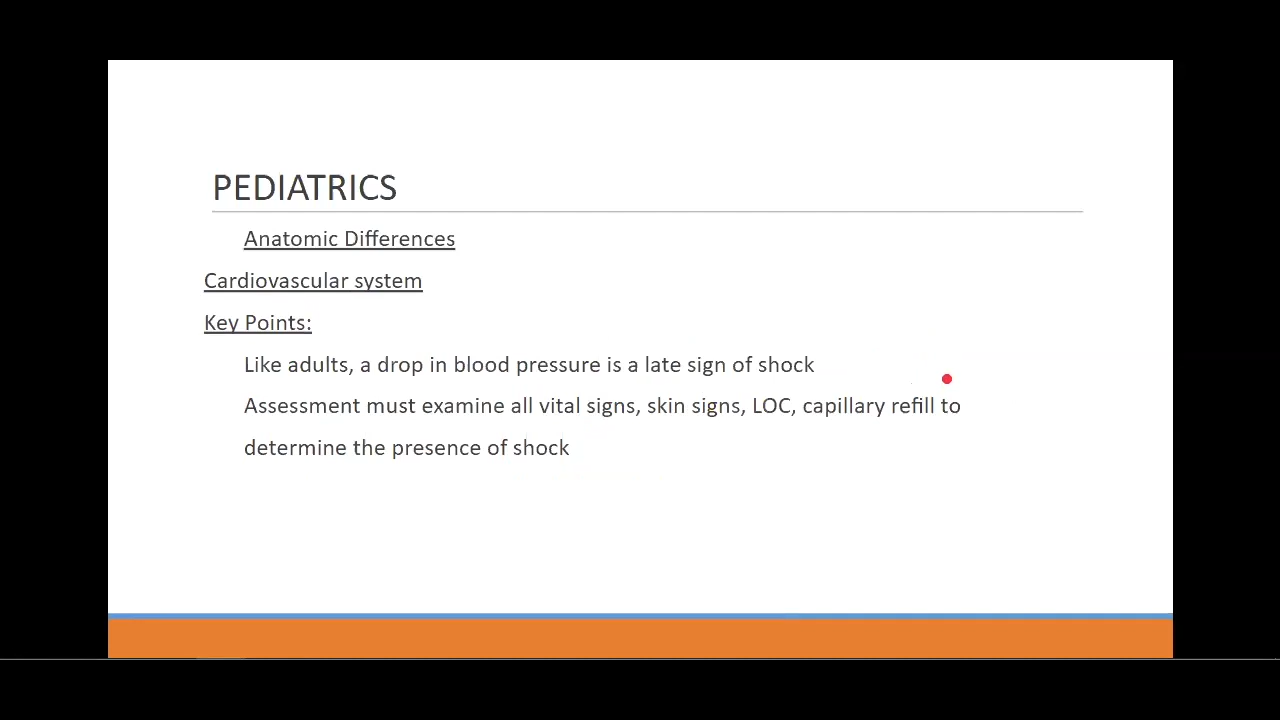 PEDIATRICS
Anatomic Differences
Cardiovascular system
Key Points:
Like adults, a drop in blood pressure is a late sign of shock
Assessment must examine all vital signs, skin signs, LOC, capillary refill to
determine the presence of shock